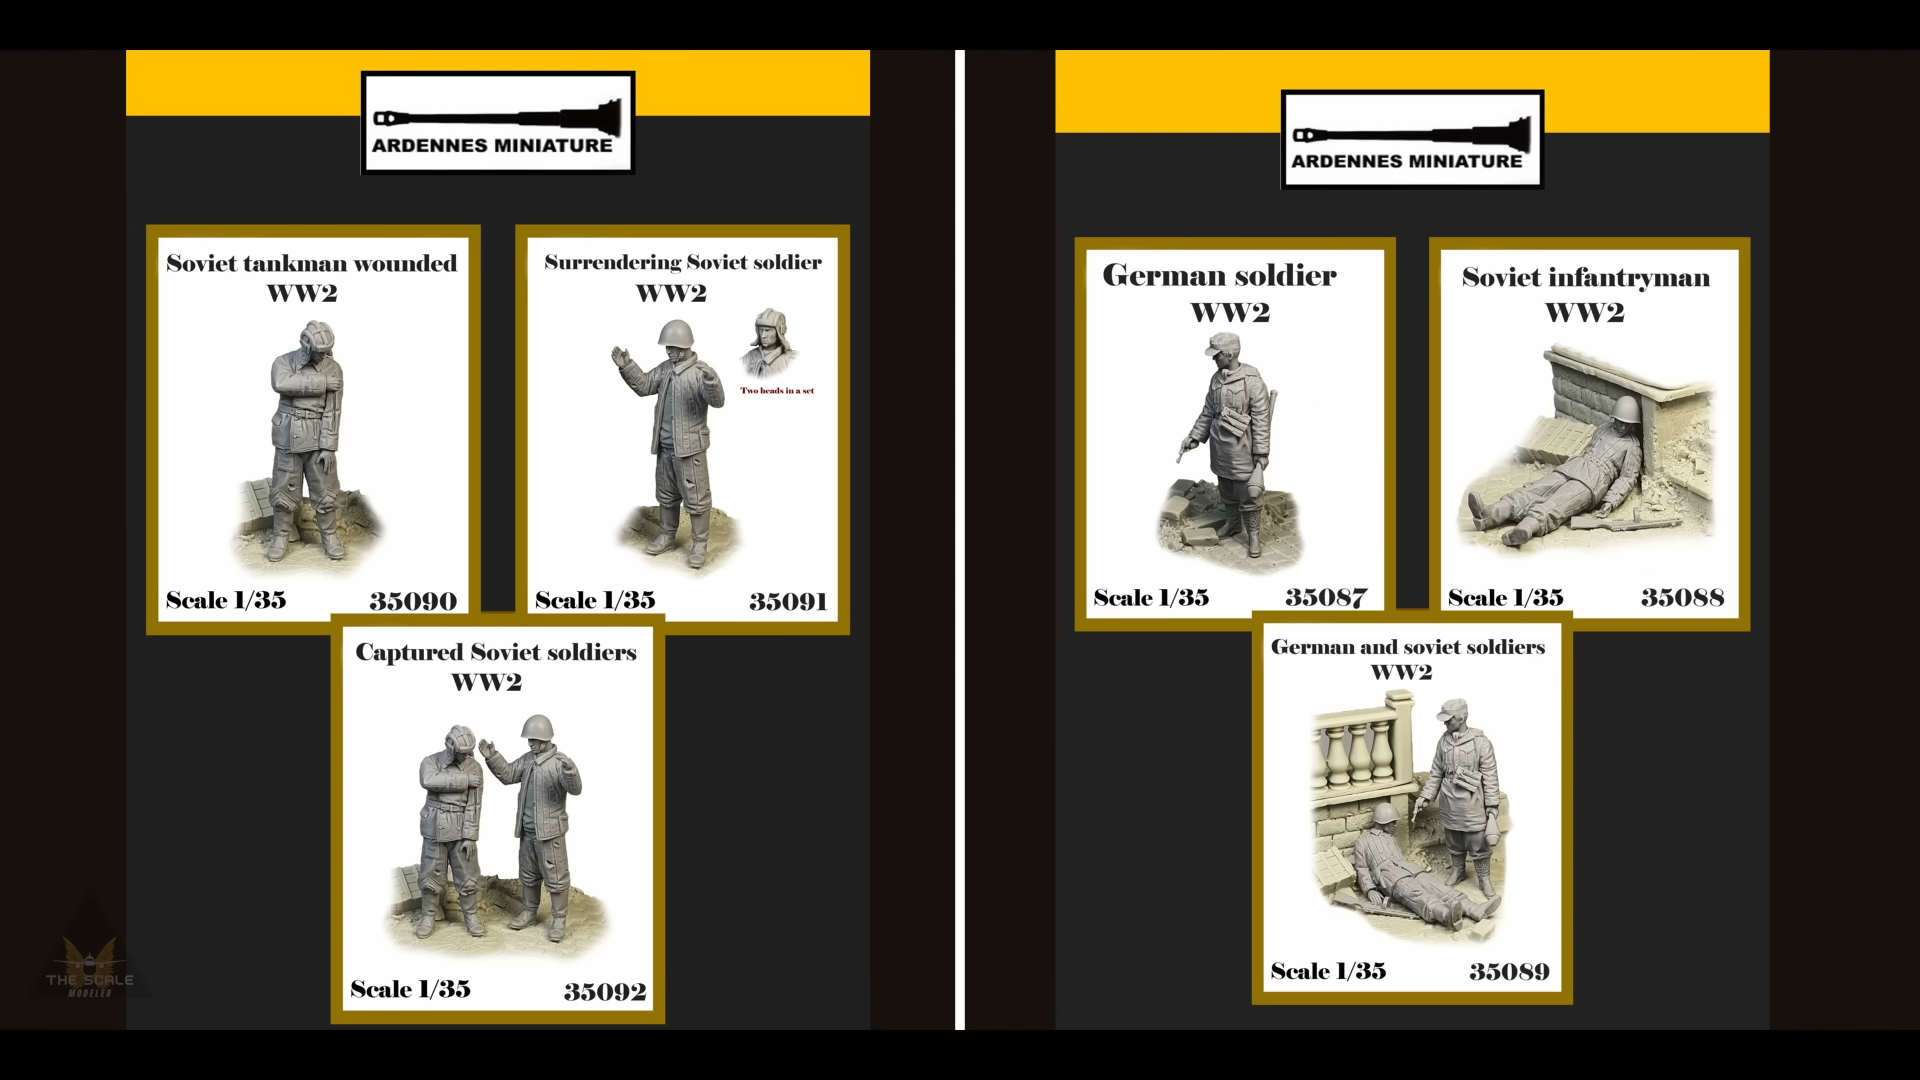 ARDENNES MINIATURE
Soviet tankman wounded
WW2
Scale 1/35
35090
Surrendering Soviet soldier
WW2
Two heads in a set
Scale 1/35
35091
Captured Soviet soldiers
WW2
Scale 1/35
35092
ARDENNES MINIATURE
German soldier
WW2
Scale 1/35
35087
Soviet infantryman
WW2
Scale 1/35
35088
German and soviet soldiers
WW2
Scale 1/35
35089
THE SCALE
MODELER